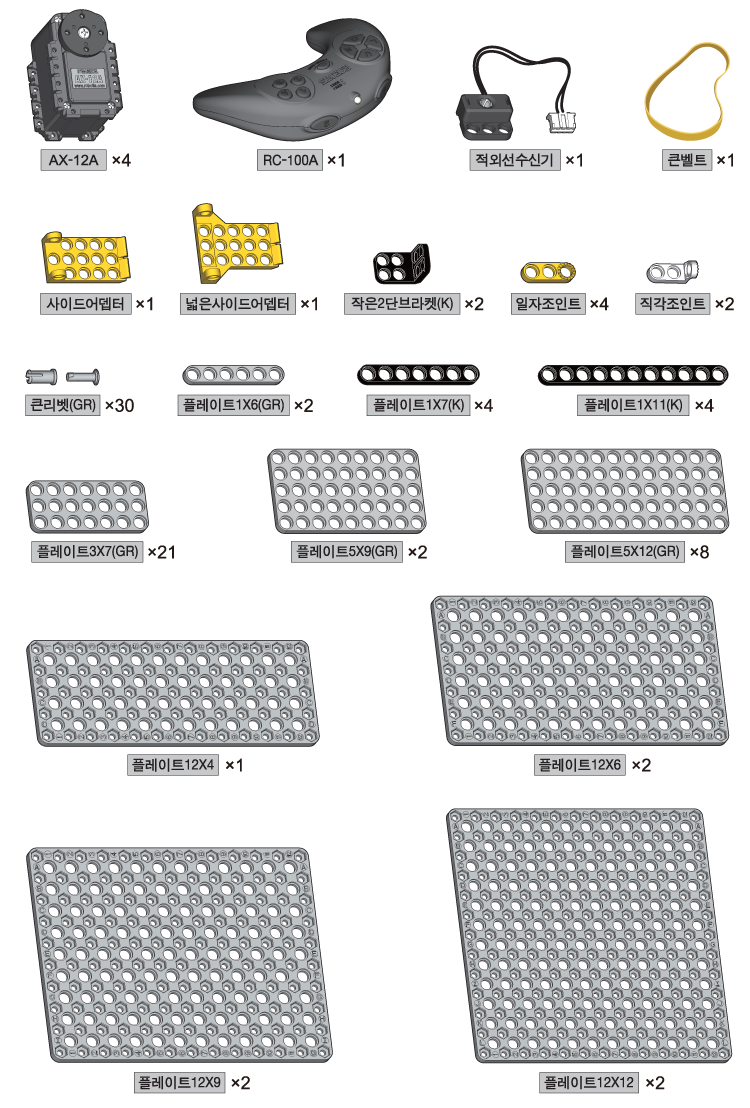 AX-12A ×4
RC-100A ×1
적외선수신기 ×1
큰벨트 ×1
사이드어뎁터 ×1
넓은사이드어뎁터 ×1
작은2단브라켓(K) ×2
일자조인트 ×4
직각조인트 ×2
큰리벳(GR) ×30
플레이트1X6(GR) ×2
플레이트1X7(K) ×4
플레이트1X11(K) ×4
플레이트3X7(GR) ×21
플레이트5X9(GR) ×2
플레이트5X12(GR) ×8
플레이트12X4 ×1
플레이트12X6 ×2
플레이트12X9 ×2
플레이트12X12 ×2